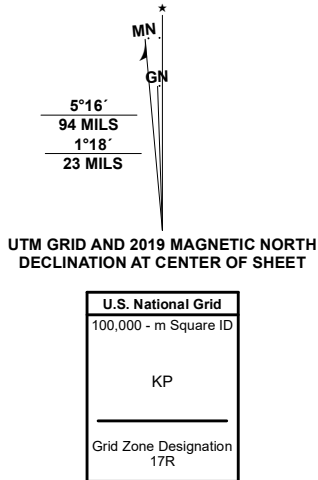 MN
GN
5°16´
94 MILS
1°18´
23 MILS
UTM GRID AND 2019 MAGNETIC NORTH
DECLINATION AT CENTER OF SHEET
U.S. National Grid
100,000 - m Square ID
KP
Grid Zone Designation
17R